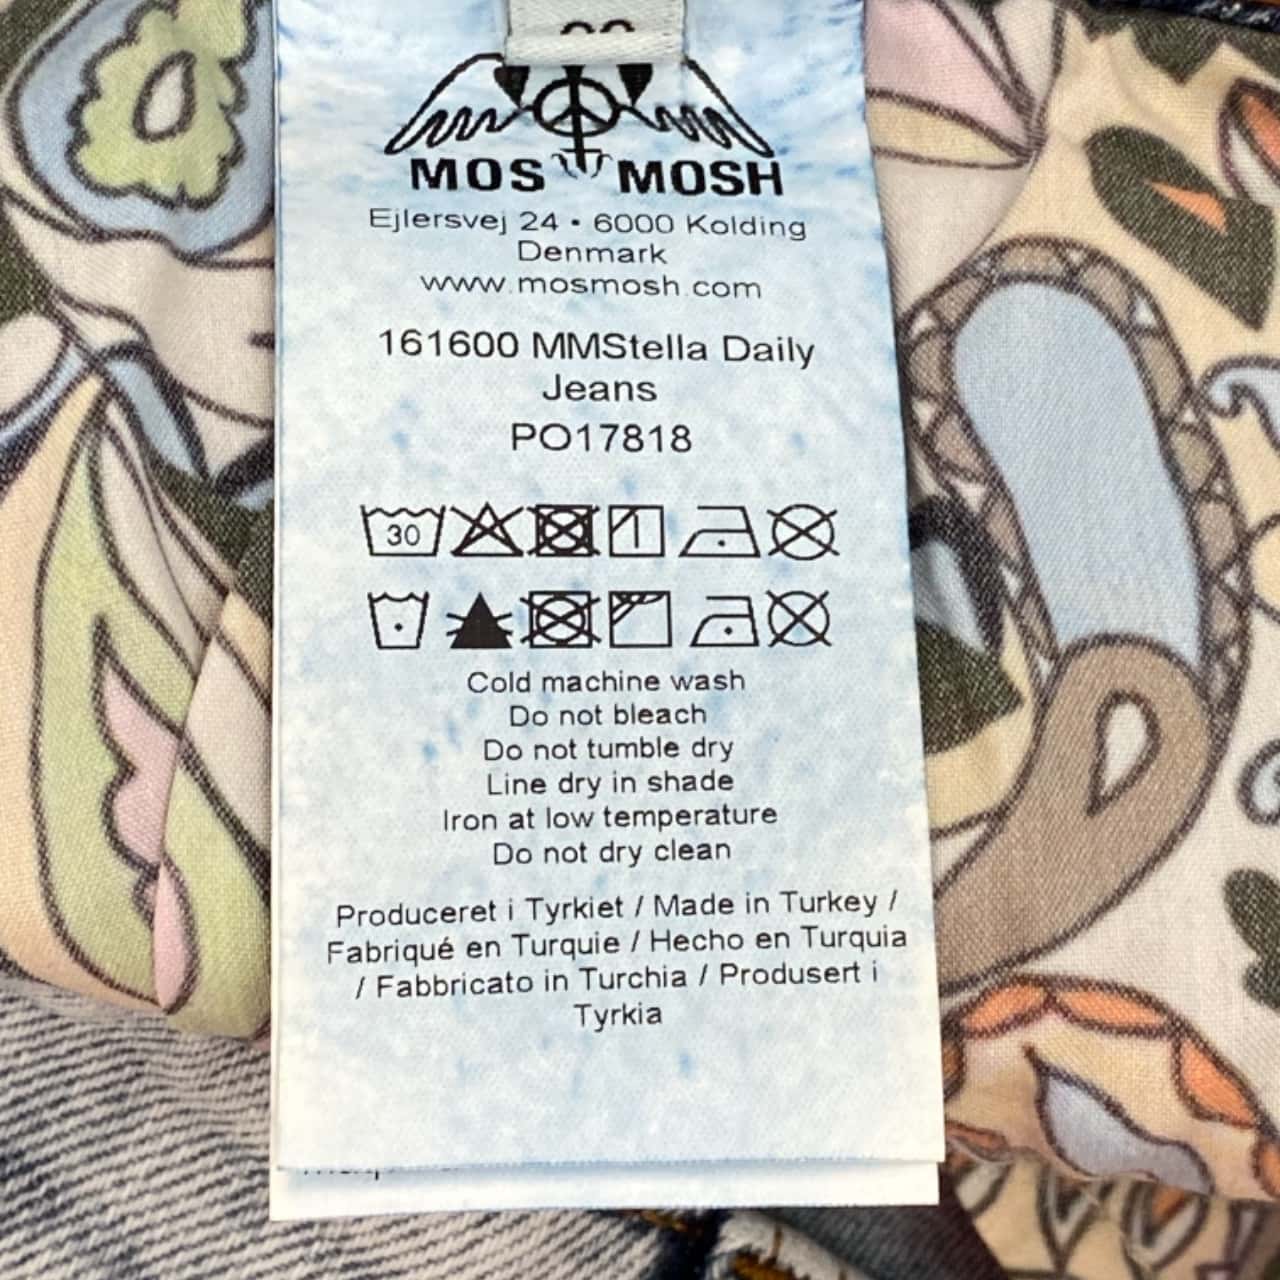 MOS MOSH
Ejlersvej 24 • 6000 Kolding
Denmark
www.mosmosh.com
161600 MMStella Daily
Jeans
PO17818
30
Cold machine wash
Do not bleach
Do not tumble dry
Line dry in shade
Iron at low temperature
Do not dry clean
Produceret i Tyrkiet / Made in Turkey /
Fabriqué en Turquie / Hecho en Turquia
/ Fabbricato in Turchia / Produsert i
Tyrkia